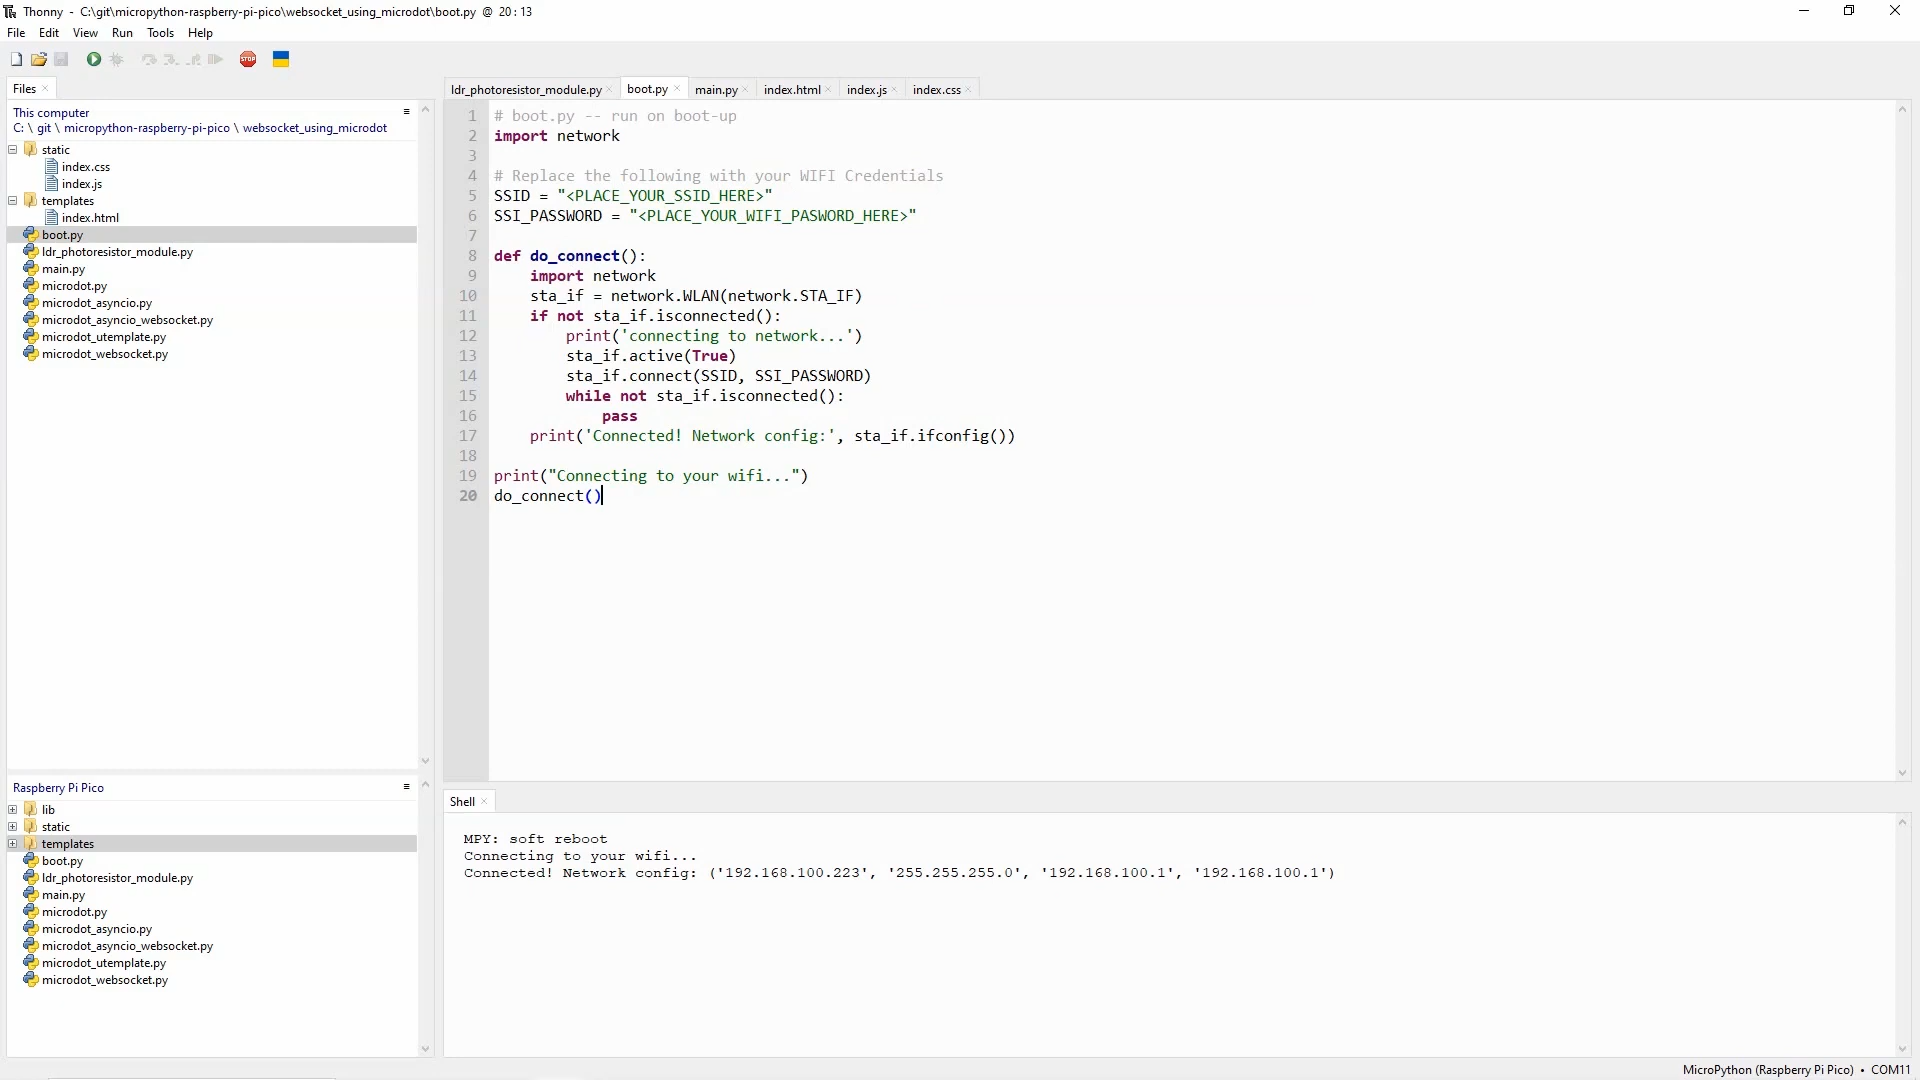 Thonny - C:\git\micropython-raspberry-pi-pico\websocket_using_microdot\boot.py @ 20:13
File Edit View Run Tools Help
STOP
Files
This computer
C: \ git \ micropython-raspberry-pi-pico \ websocket_using_microdot
static
index.css
index.js
templates
index.html
boot.py
ldr_photoresistor_module.py
main.py
microdot.py
microdot_asyncio.py
microdot_asyncio_websocket.py
microdot_utemplate.py
microdot_websocket.py
Raspberry Pi Pico
lib
static
templates
boot.py
ldr_photoresistor_module.py
main.py
microdot.py
microdot_asyncio.py
microdot_asyncio_websocket.py
microdot_utemplate.py
microdot_websocket.py
ldr_photoresistor_module.py boot.py main.py index.html index.js index.css
1 # boot.py -- run on boot-up
2 import network
3
4 # Replace the following with your WIFI Credentials
5 SSID = "<PLACE_YOUR_SSID_HERE>"
6 SSI_PASSWORD = "<PLACE_YOUR_WIFI_PASWORD_HERE>"
7
8 def do_connect():
9     import network
10     sta_if = network.WLAN(network.STA_IF)
11     if not sta_if.isconnected():
12         print('connecting to network...')
13         sta_if.active(True)
14         sta_if.connect(SSID, SSI_PASSWORD)
15         while not sta_if.isconnected():
16             pass
17     print('Connected! Network config:', sta_if.ifconfig())
18
19 print("Connecting to your wifi...")
20 do_connect()
Shell
MPY: soft reboot
Connecting to your wifi...
Connected! Network config: ('192.168.100.223', '255.255.255.0', '192.168.100.1', '192.168.100.1')
MicroPython (Raspberry Pi Pico) • COM11